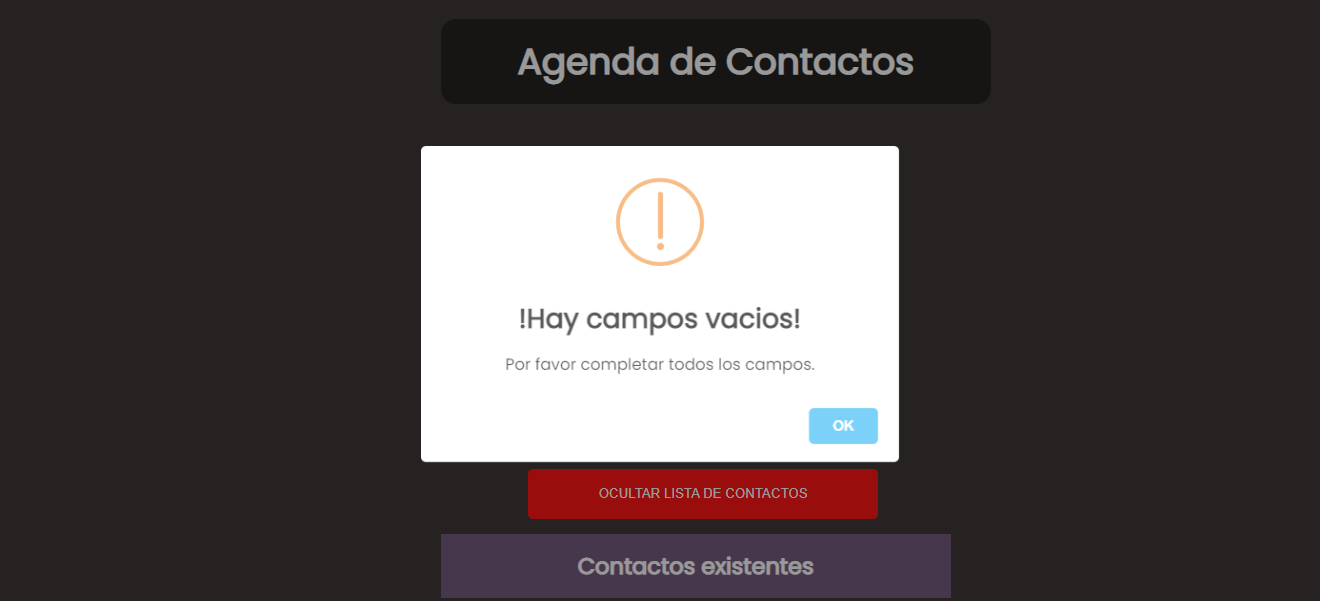 Agenda de Contactos
!Hay campos vacios!
Por favor completar todos los campos.
OK
OCULTAR LISTA DE CONTACTOS
Contactos existentes